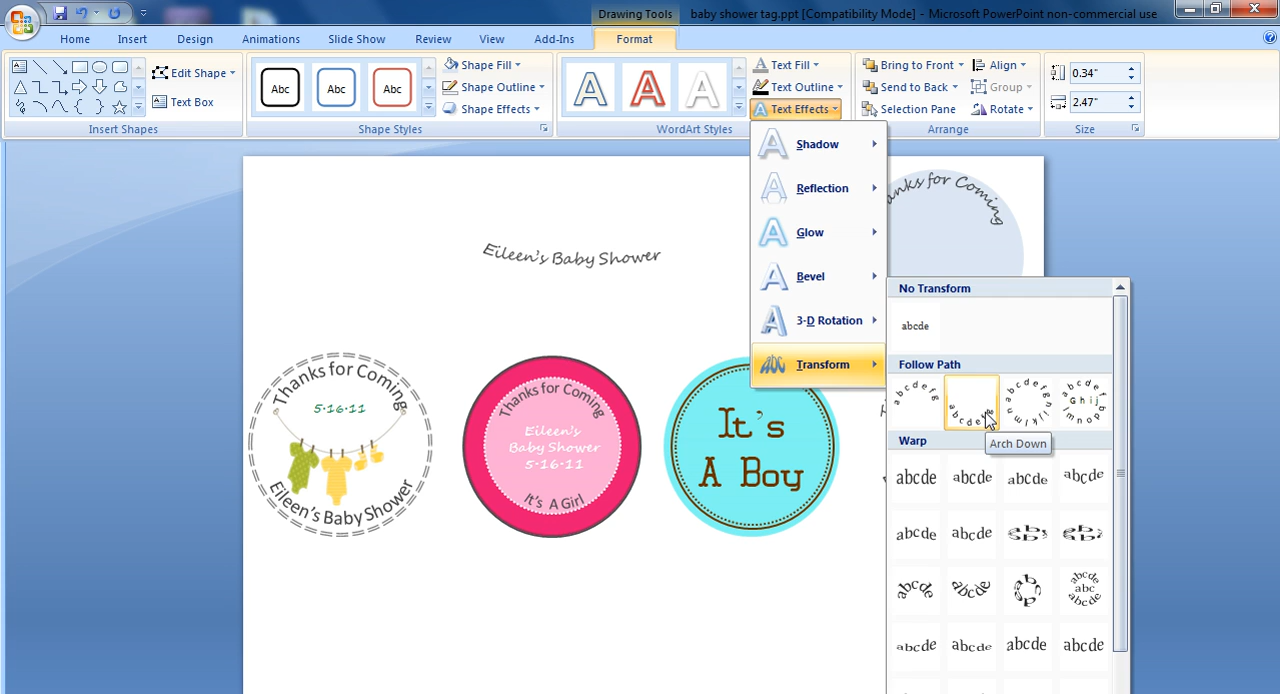 Drawing Tools
baby shower tag.ppt [Compatibility Mode] - Microsoft PowerPoint non-commercial use
Home Insert Design Animations Slide Show Review View Add-Ins Format
Edit Shape
Text Box
Insert Shapes
Abc Abc Abc
Shape Fill
Shape Outline
Shape Effects
Shape Styles
A A A
Text Fill
Text Outline
Text Effects
WordArt Styles
Bring to Front
Send to Back
Selection Pane
Align
Group
Rotate
Arrange
0.34"
2.47"
Size
Shadow
Reflection
Glow
Bevel
3-D Rotation
Transform
No Transform
abcde
Follow Path
Arch Down
Warp
abcde abcde abcde abcde
abcde abcde
abcde abcde abcde abcde
Eileen's Baby Shower
for Coming
Thanks for Coming
5·16·11
Eileen's Baby Shower
Thanks for Coming
Eileen's
Baby Shower
5·16·11
It's A Girl
It's
A Boy